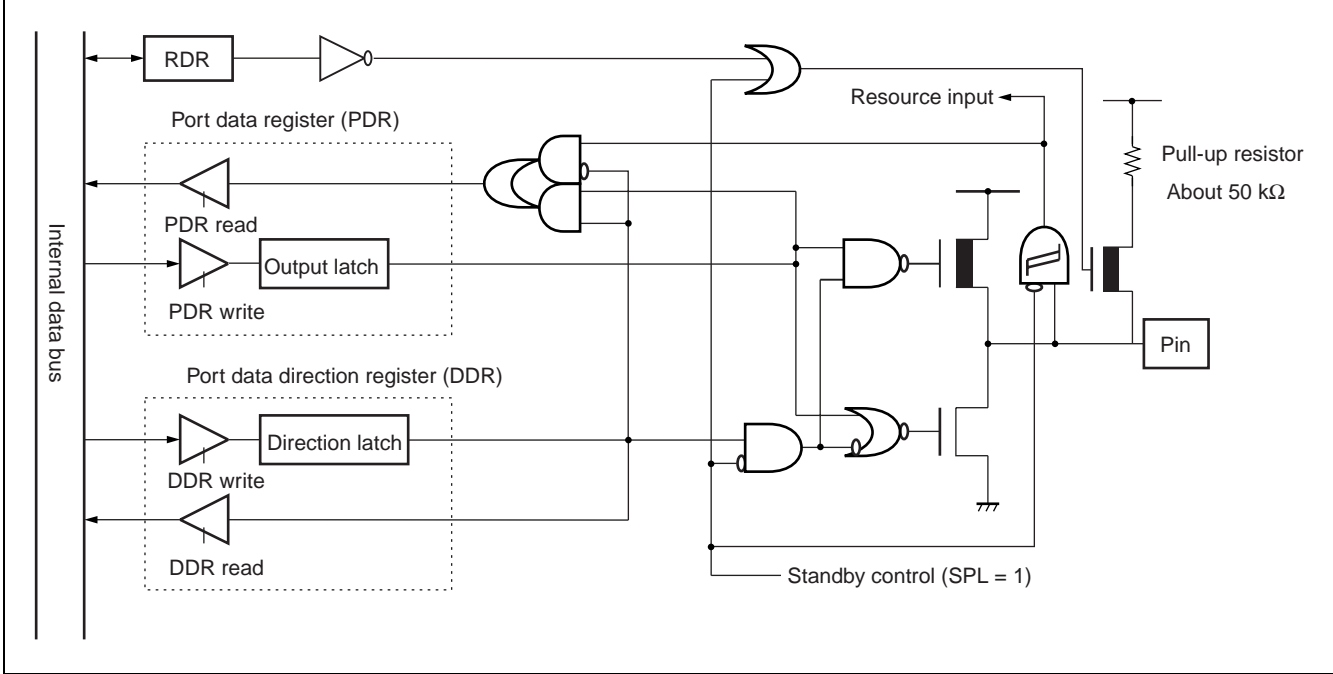 RDR
Resource input
Port data register (PDR)
Pull-up resistor
About 50 kΩ
PDR read
Output latch
PDR write
Internal data bus
Pin
Port data direction register (DDR)
Direction latch
DDR write
DDR read
Standby control (SPL = 1)